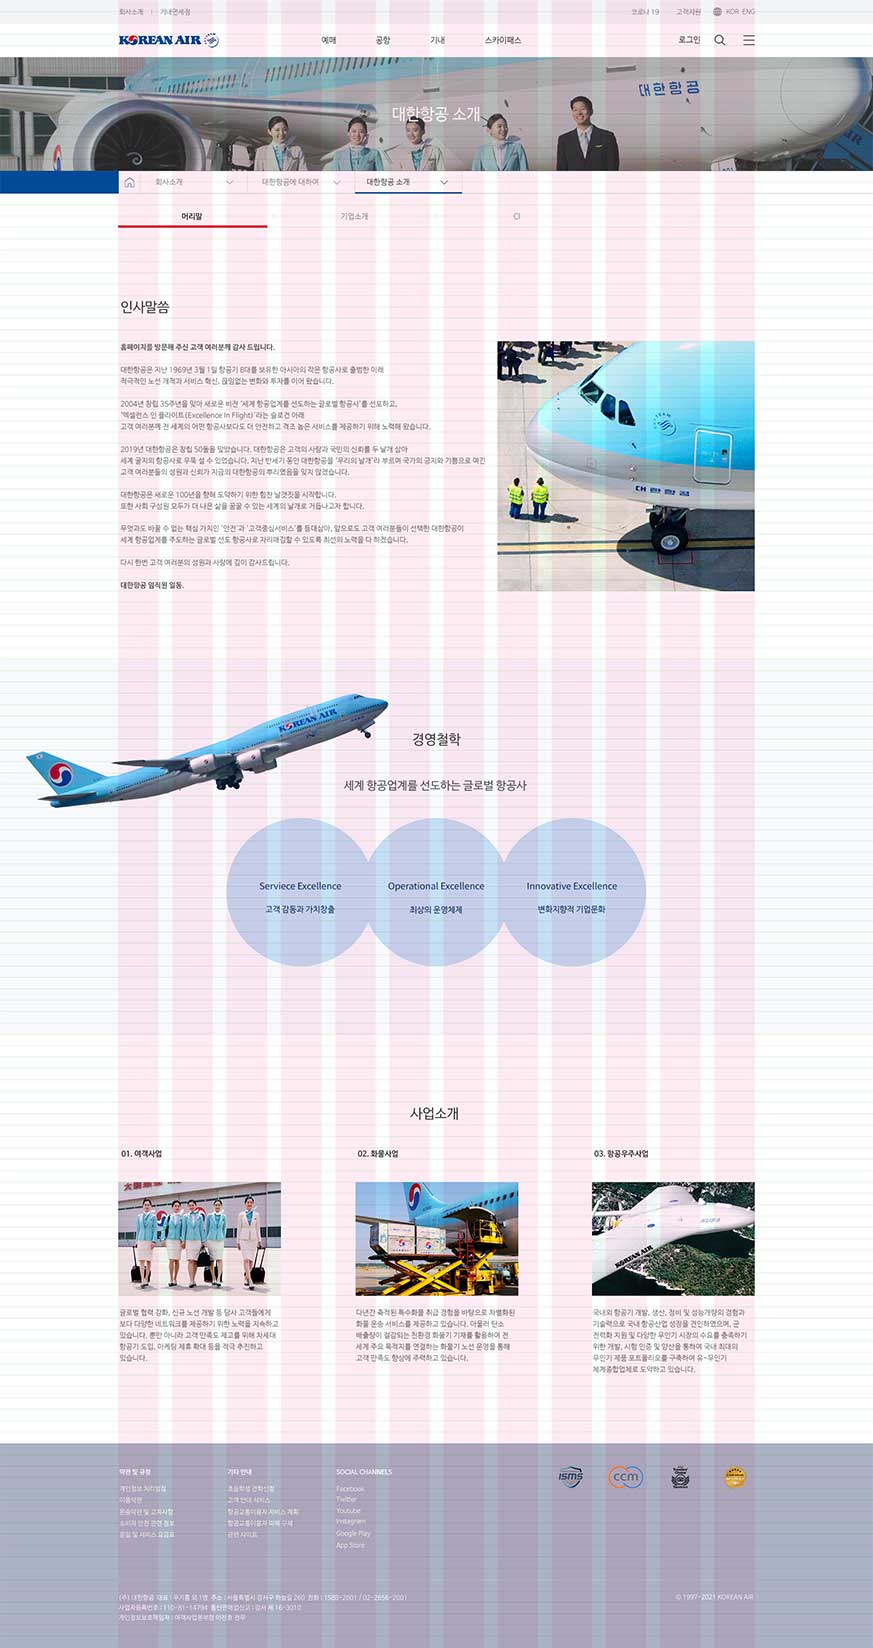 회사소개 | 기내면세점
코로나 19 고객지원 KOR ENG
KOREAN AIR
예매 공항 기내 스카이패스
로그인
대한항공
대한항공 소개
회사소개 대한항공에 대하여 대한항공 소개
머리말 기업소개 CI
인사말씀
홈페이지를 방문해 주신 고객 여러분께 감사 드립니다.
대한항공은 지난 1969년 3월 1일 항공기 8대를 보유한 아시아의 작은 항공사로 출범한 이래
적극적인 노선 개척과 서비스 혁신, 끊임없는 변화와 투자를 이어 왔습니다.
2004년 창립 35주년을 맞아 새로운 비전 '세계 항공업계를 선도하는 글로벌 항공사'를 선포하고,
'엑셀런스 인 플라이트(Excellence In Flight)'라는 슬로건 아래
고객 여러분께 전 세계의 어떤 항공사보다도 더 안전하고 격조 높은 서비스를 제공하기 위해 노력해 왔습니다.
2019년 대한항공은 창립 50돌을 맞았습니다. 대한항공은 고객의 사랑과 국민의 신뢰를 두 날개 삼아
세계 굴지의 항공사로 우뚝 설 수 있었습니다. 지난 반세기 동안 대한항공을 '우리의 날개'라 부르며 국가의 긍지와 기쁨으로 여긴
고객 여러분들의 성원과 신뢰가 지금의 대한항공의 뿌리였음을 잊지 않겠습니다.
대한항공은 새로운 100년을 향해 도약하기 위한 힘찬 날갯짓을 시작합니다.
또한 사회 구성원 모두가 더 나은 삶을 꿈꿀 수 있는 세계의 날개로 거듭나고자 합니다.
무엇과도 바꿀 수 없는 핵심 가치인 '안전'과 '고객중심서비스'를 등대삼아, 앞으로도 고객 여러분들이 선택한 대한항공이
세계 항공업계를 주도하는 글로벌 선도 항공사로 자리매김할 수 있도록 최선의 노력을 다 하겠습니다.
다시 한번 고객 여러분의 성원과 사랑에 깊이 감사드립니다.
대한항공 임직원 일동.
대한항공
KOREAN AIR
경영철학
세계 항공업계를 선도하는 글로벌 항공사
Serviece Excellence Operational Excellence Innovative Excellence
고객 감동과 가치창출 최상의 운영체제 변화지향적 기업문화
사업소개
01. 여객사업
02. 화물사업
03. 항공우주사업
KOREAN AIR
글로벌 협력 강화, 신규 노선 개발 등 당사 고객들에게
보다 다양한 네트워크를 제공하기 위한 노력을 지속하고
있습니다. 뿐만 아니라 고객 만족도 제고를 위해 차세대
항공기 도입, 마케팅 제휴 확대 등을 적극 추진하고
있습니다.
다년간 축적된 특수화물 취급 경험을 바탕으로 차별화된
화물 운송 서비스를 제공하고 있습니다. 아울러 탄소
배출량이 절감되는 친환경 화물기 기재를 활용하여 전
세계 주요 목적지를 연결하는 화물기 노선 운영을 통해
고객 만족도 향상에 주력하고 있습니다.
국내외 항공기 개발, 생산, 정비 및 성능개량의 경험과
기술력으로 국내 항공산업 성장을 견인하였으며, 군
전력화 지원 및 다양한 무인기 시장의 수요를 충족하기
위한 개발, 시험 인증 및 양산을 통하여 국내 최대의
무인기 제품 포트폴리오를 구축하여 유-무인기
체계종합업체로 도약하고 있습니다.
약관 및 규정
개인정보 처리방침
이용약관
운송약관 및 고지사항
소비자 안전 관련 정보
운임 및 서비스 요금표
기타 안내
초중학생 견학신청
고객 안내 서비스
항공교통이용자 서비스 계획
항공교통이용자 피해 구제
관련 사이트
SOCIAL CHANNELS
Facebook
Twitter
Youtube
Instagram
Google Play
App Store
ISMS
ccm
(주) 대한항공 대표 : 우기홍 외 1명 주소 : 서울특별시 강서구 하늘길 260 전화 : 1588-2001 / 02-2656-2001
사업자등록번호 : 110-81-14794 통신판매업신고 : 강서 제 16-3010
개인정보보호책임자 : 여객사업본부장 이진호 전무
© 1997-2021 KOREAN AIR